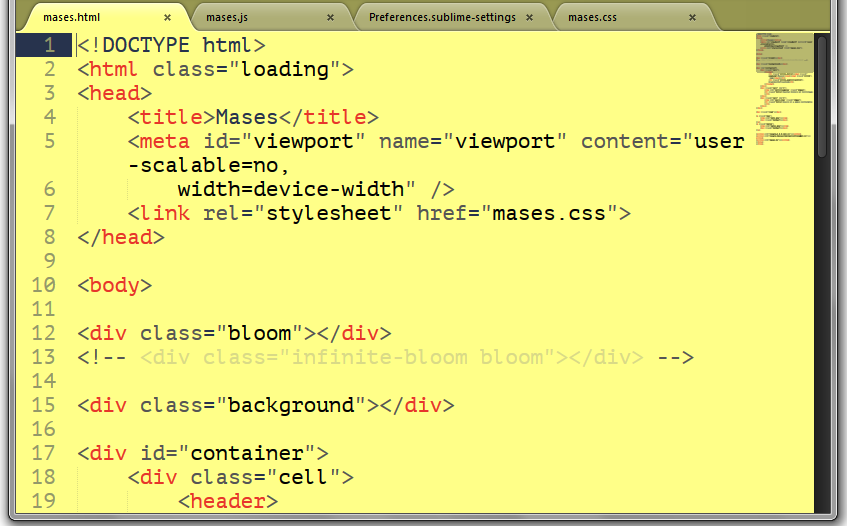 mases.html × mases.js × Preferences.sublime-settings × mases.css ×
1 <!DOCTYPE html>
2 <html class="loading">
3 <head>
4 <title>Mases</title>
5 <meta id="viewport" name="viewport" content="user
-scalable=no,
6 width=device-width" />
7 <link rel="stylesheet" href="mases.css">
8 </head>
9
10 <body>
11
12 <div class="bloom"></div>
13 <!-- <div class="infinite-bloom bloom"></div> -->
14
15 <div class="background"></div>
16
17 <div id="container">
18 <div class="cell">
19 <header>